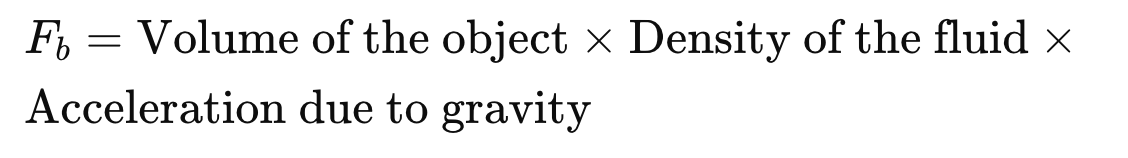 F_b = Volume of the object × Density of the fluid ×
Acceleration due to gravity